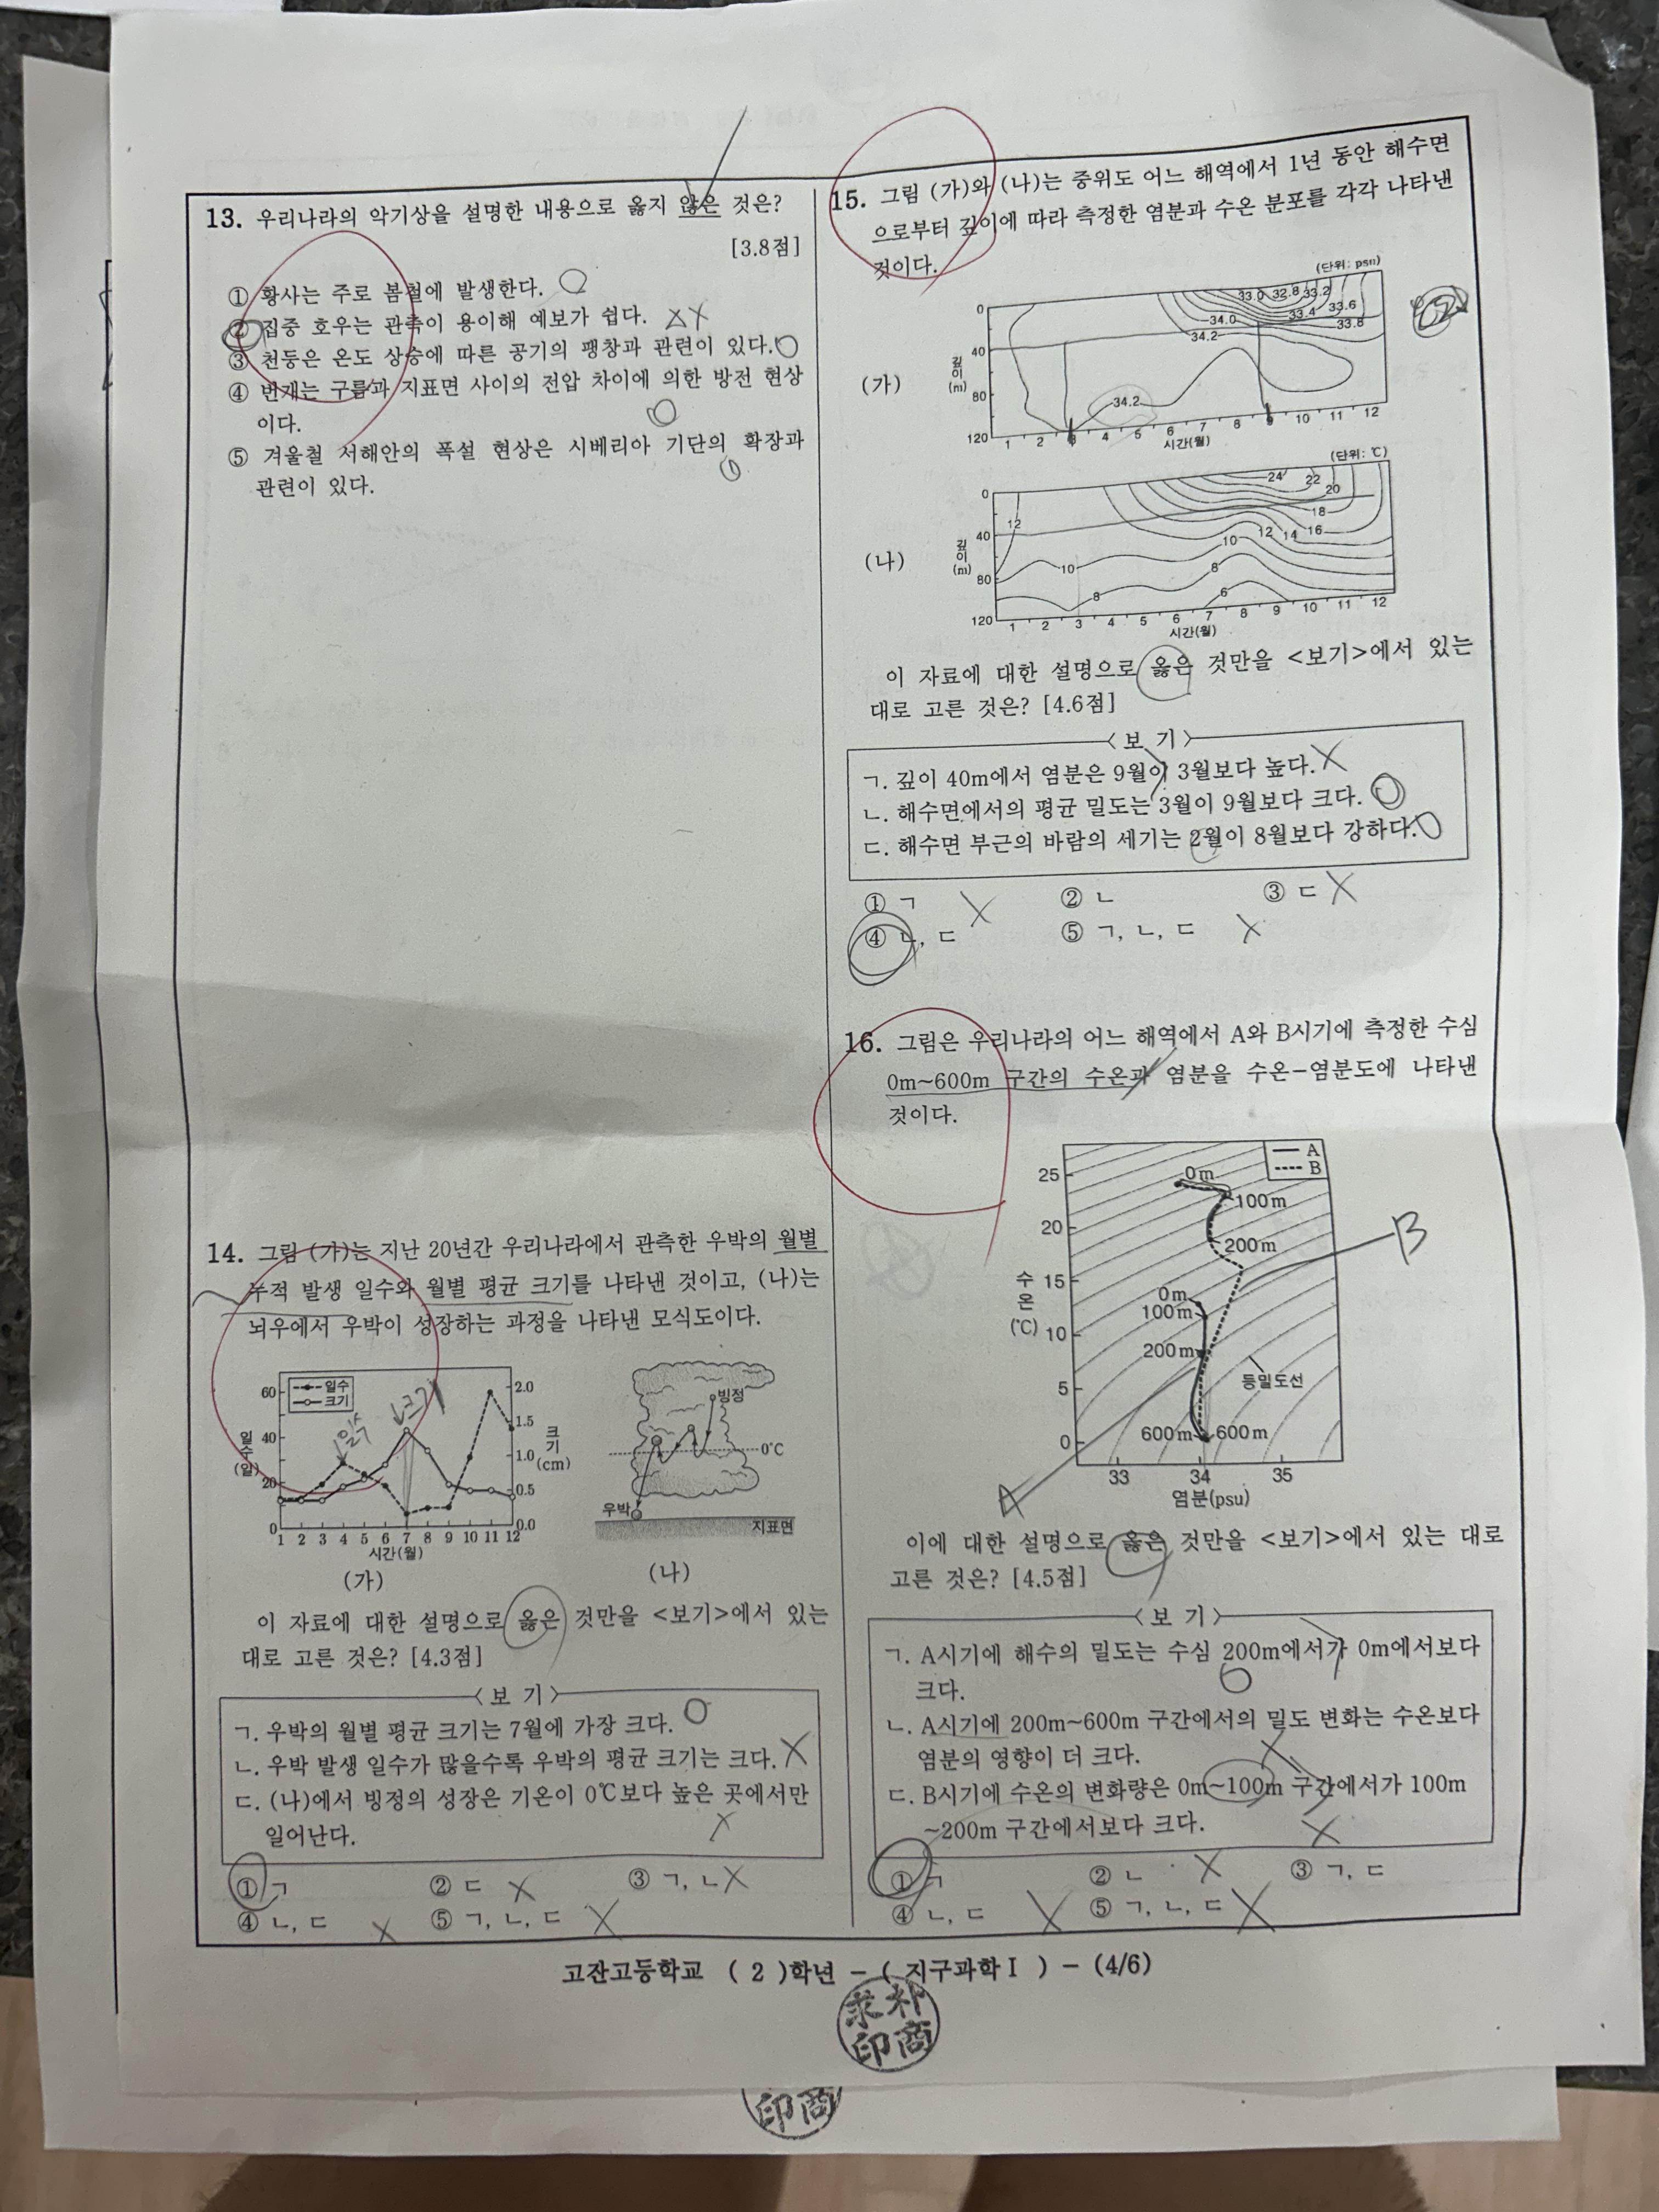 13. 우리나라의 악기상을 설명한 내용으로 옳지 않은 것은?
[3.8점]
① 황사는 주로 봄철에 발생한다.
② 집중 호우는 관측이 용이해 예보가 쉽다.
③ 천둥은 온도 상승에 따른 공기의 팽창과 관련이 있다.
④ 번개는 구름과 지표면 사이의 전압 차이에 의한 방전 현상
이다.
⑤ 겨울철 서해안의 폭설 현상은 시베리아 기단의 확장과
관련이 있다.
14. 그림 (가)는 지난 20년간 우리나라에서 관측한 우박의 월별
누적 발생 일수와 월별 평균 크기를 나타낸 것이고, (나)는
뇌우에서 우박이 성장하는 과정을 나타낸 모식도이다.
일수
크기
일수
크기
일수(일)
60
40
20
0
2.0
1.5
1.0
0.5
0.0
크기(cm)
1 2 3 4 5 6 7 8 9 10 11 12
시간(월)
(가)
빙정
0℃
우박
지표면
(나)
이 자료에 대한 설명으로 옳은 것만을 <보기>에서 있는
대로 고른 것은? [4.3점]
<보 기>
ㄱ. 우박의 월별 평균 크기는 7월에 가장 크다.
ㄴ. 우박 발생 일수가 많을수록 우박의 평균 크기는 크다.
ㄷ. (나)에서 빙정의 성장은 기온이 0℃보다 높은 곳에서만
일어난다.
① ㄱ ② ㄷ ③ ㄱ, ㄴ
④ ㄴ, ㄷ ⑤ ㄱ, ㄴ, ㄷ
15. 그림 (가)와 (나)는 중위도 어느 해역에서 1년 동안 해수면
으로부터 깊이에 따라 측정한 염분과 수온 분포를 각각 나타낸
것이다.
(단위: psu)
(가)
깊이(m)
0
40
80
120
33.0 32.8 33.2
33.4 33.6
34.0 33.8
34.2
34.2
1 2 3 4 5 6 7 8 9 10 11 12
시간(월)
(단위: ℃)
(나)
깊이(m)
0
40
80
120
24 22
20
18
12
10 12 14 16
10 8
8 6
1 2 3 4 5 6 7 8 9 10 11 12
시간(월)
이 자료에 대한 설명으로 옳은 것만을 <보기>에서 있는
대로 고른 것은? [4.6점]
<보 기>
ㄱ. 깊이 40m에서 염분은 9월이 3월보다 높다.
ㄴ. 해수면에서의 평균 밀도는 3월이 9월보다 크다.
ㄷ. 해수면 부근의 바람의 세기는 2월이 8월보다 강하다.
① ㄱ ② ㄴ ③ ㄷ
④ ㄴ, ㄷ ⑤ ㄱ, ㄴ, ㄷ
16. 그림은 우리나라의 어느 해역에서 A와 B시기에 측정한 수심
0m~600m 구간의 수온과 염분을 수온-염분도에 나타낸
것이다.
A
B
수온(℃)
25
20
15
10
5
0
0m
100m
200m
0m
100m
200m
등밀도선
600m 600m
33 34 35
염분(psu)
B
A
이에 대한 설명으로 옳은 것만을 <보기>에서 있는 대로
고른 것은? [4.5점]
<보 기>
ㄱ. A시기에 해수의 밀도는 수심 200m에서가 0m에서보다
크다.
ㄴ. A시기에 200m~600m 구간에서의 밀도 변화는 수온보다
염분의 영향이 더 크다.
ㄷ. B시기에 수온의 변화량은 0m~100m 구간에서가 100m
~200m 구간에서보다 크다.
① ㄱ ② ㄴ ③ ㄱ, ㄷ
④ ㄴ, ㄷ ⑤ ㄱ, ㄴ, ㄷ
고잔고등학교 ( 2 )학년 - ( 지구과학Ⅰ ) - (4/6)
印商